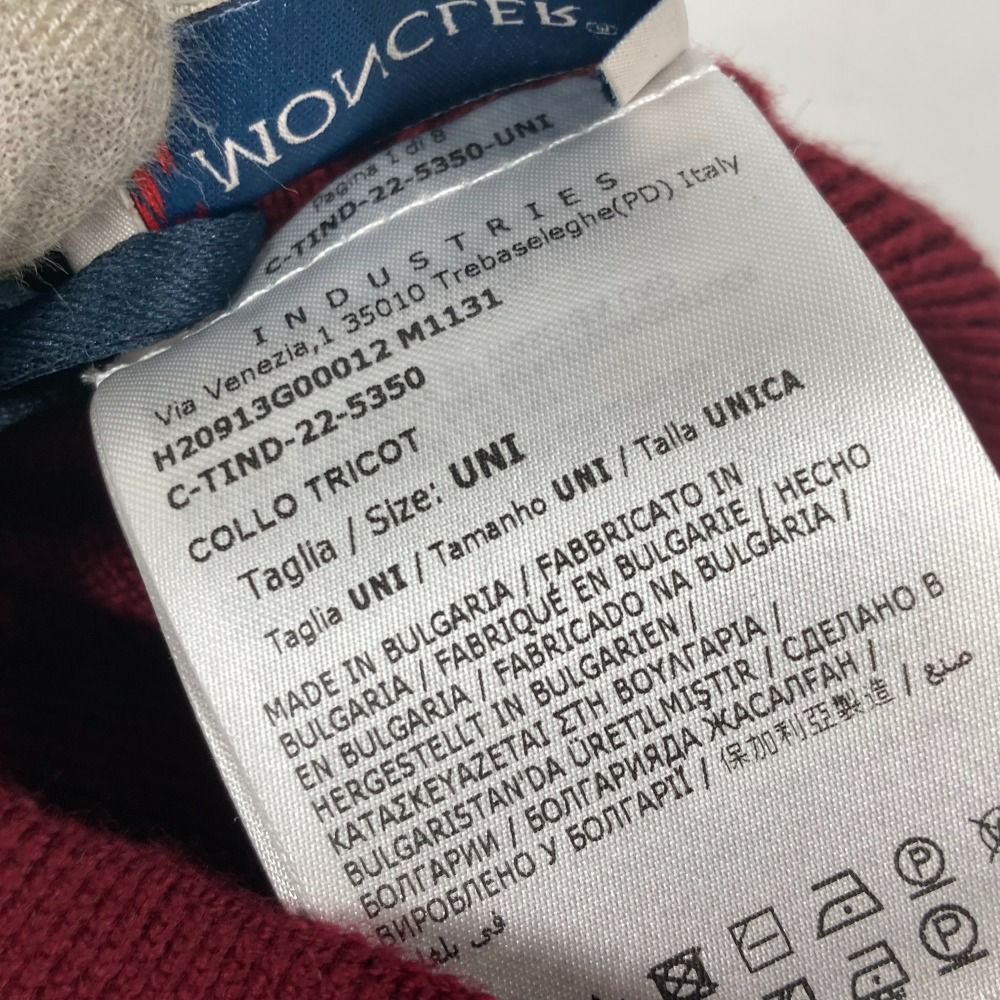 MONCLER
Pagina 1 di 8
C-TIND-22-5350-UNI
INDUSTRIES
Via Venezia,1 35010 Trebaseleghe(PD) Italy
H20913G00012 M1131
C-TIND-22-5350
COLLO TRICOT
Taglia / Size: UNI
Taglia UNI / Tamanho UNI / Talla UNICA
MADE IN BULGARIA / FABBRICATO IN
BULGARIA / FABRIQUÉ EN BULGARIE / HECHO
EN BULGARIA / FABRICADO NA BULGÁRIA /
HERGESTELLT IN BULGARIEN /
ΚΑΤΑΣΚΕΥΑΖΕΤΑΙ ΣΤΗ ΒΟΥΛΓΑΡΙΑ /
BULGARISTAN'DA ÜRETILMIŞTIR / СДЕЛАНО В
БОЛГАРИИ / БОЛГАРИЯДА ЖАСАЛҒАН /
ВИРОБЛЕНО У БОЛГАРІЇ / 保加利亞製造 / صنع
في